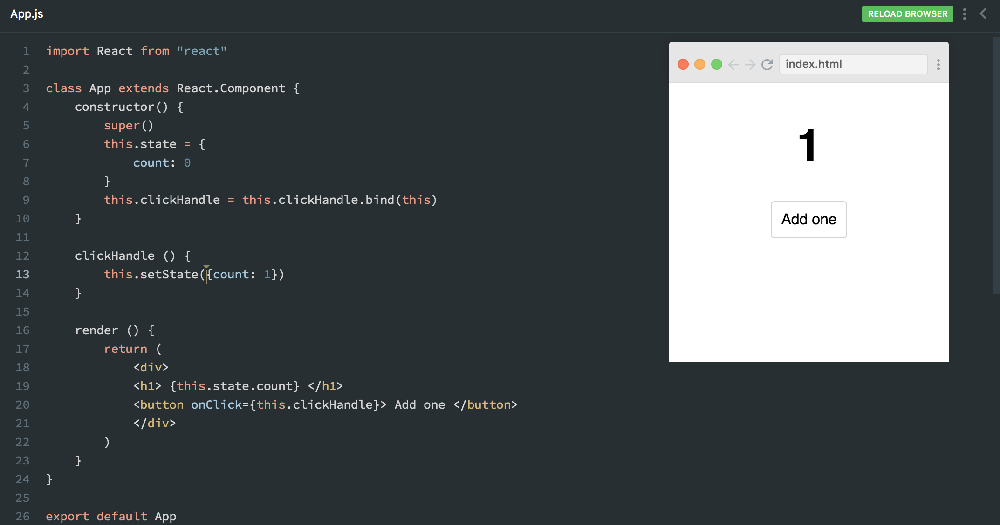 App.js
RELOAD BROWSER
1 import React from "react"
2
3 class App extends React.Component {
4 constructor() {
5 super()
6 this.state = {
7 count: 0
8 }
9 this.clickHandle = this.clickHandle.bind(this)
10 }
11
12 clickHandle () {
13 this.setState({count: 1})
14 }
15
16 render () {
17 return (
18 <div>
19 <h1> {this.state.count} </h1>
20 <button onClick={this.clickHandle}> Add one </button>
21 </div>
22 )
23 }
24 }
25
26 export default App
index.html
1
Add one